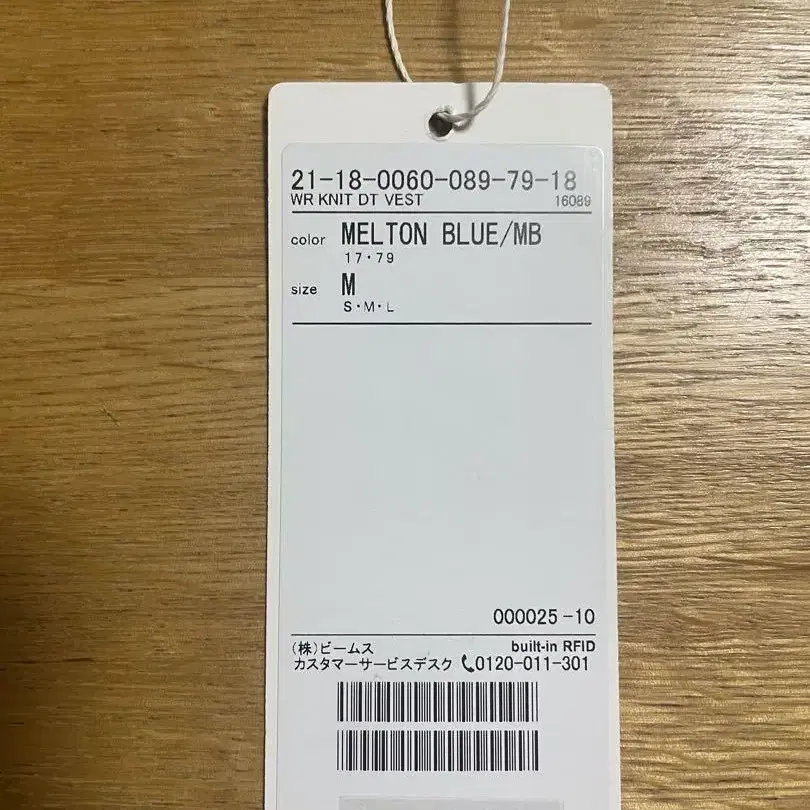 21-18-0060-089-79-18
WR KNIT DT VEST 16089
color MELTON BLUE/MB
17・79
size M
S・M・L
000025-10
(株)ビームス built-in RFID
カスタマーサービスデスク 0120-011-301